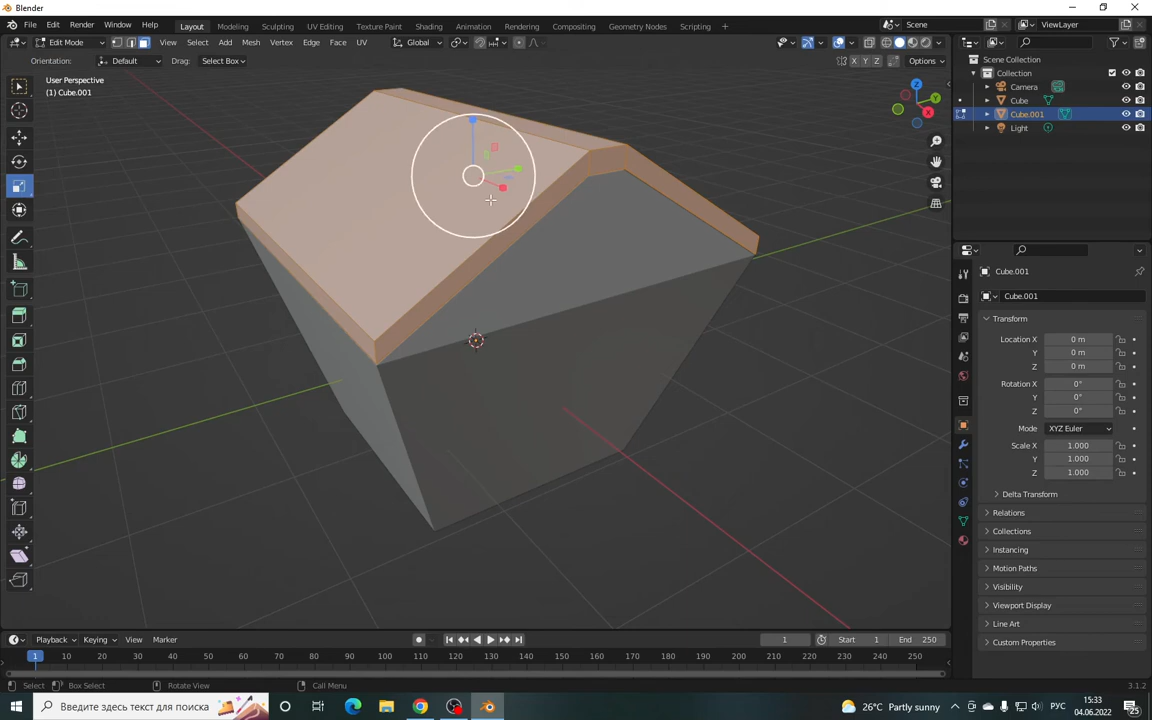 Blender
File Edit Render Window Help Layout Modeling Sculpting UV Editing Texture Paint Shading Animation Rendering Compositing Geometry Nodes Scripting Scene ViewLayer
Edit Mode View Select Add Mesh Vertex Edge Face UV Global
Orientation: Default Drag: Select Box X Y Z Options
User Perspective
(1) Cube.001
Z
Y
X
Scene Collection
Collection
Camera
Cube
Cube.001
Light
Cube.001
Cube.001
Transform
Location X 0 m
Y 0 m
Z 0 m
Rotation X 0°
Y 0°
Z 0°
Mode XYZ Euler
Scale X 1.000
Y 1.000
Z 1.000
Delta Transform
Relations
Collections
Instancing
Motion Paths
Visibility
Viewport Display
Line Art
Custom Properties
Playback Keying View Marker 1 Start 1 End 250
1 10 20 30 40 50 60 70 80 90 100 110 120 130 140 150 160 170 180 190 200 210 220 230 240 250
Select Box Select Rotate View Call Menu 3.1.2
Введите здесь текст для поиска 26°C Partly sunny РУС 15:33 04.06.2022 25